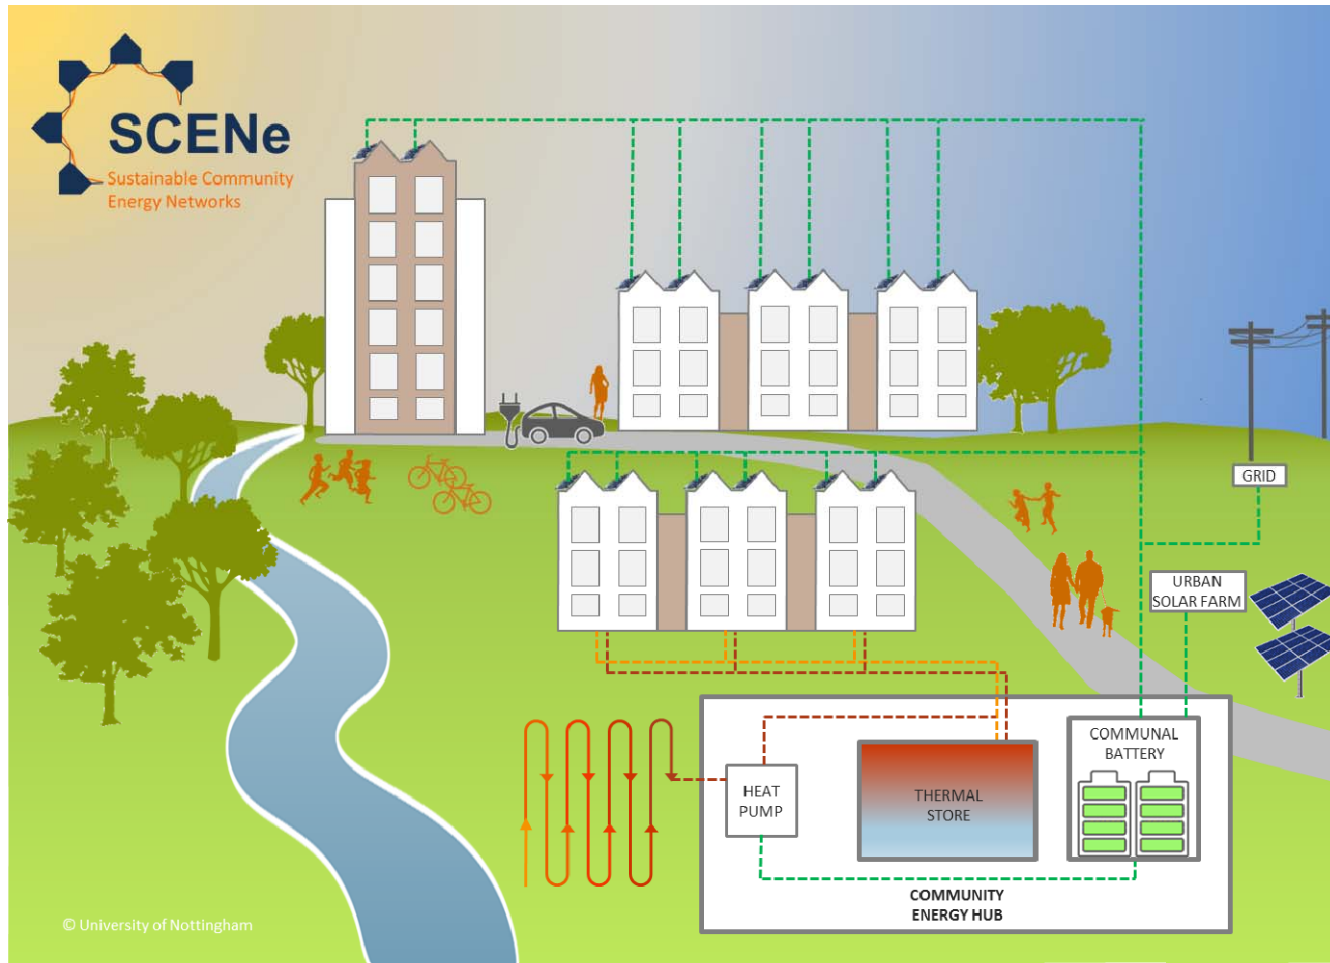 SCENe
Sustainable Community
Energy Networks
GRID
URBAN
SOLAR FARM
COMMUNAL
BATTERY
HEAT
PUMP
THERMAL
STORE
COMMUNITY
ENERGY HUB
© University of Nottingham